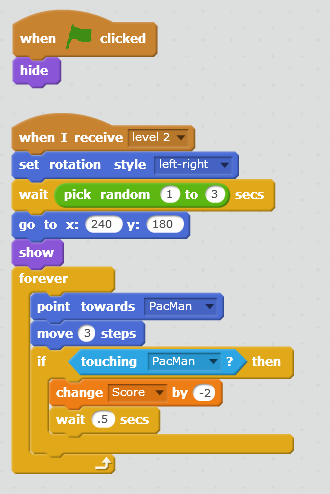 when clicked
hide
when I receive level 2
set rotation style left-right
wait pick random 1 to 3 secs
go to x: 240 y: 180
show
forever
point towards PacMan
move 3 steps
if touching PacMan ? then
change Score by -2
wait .5 secs